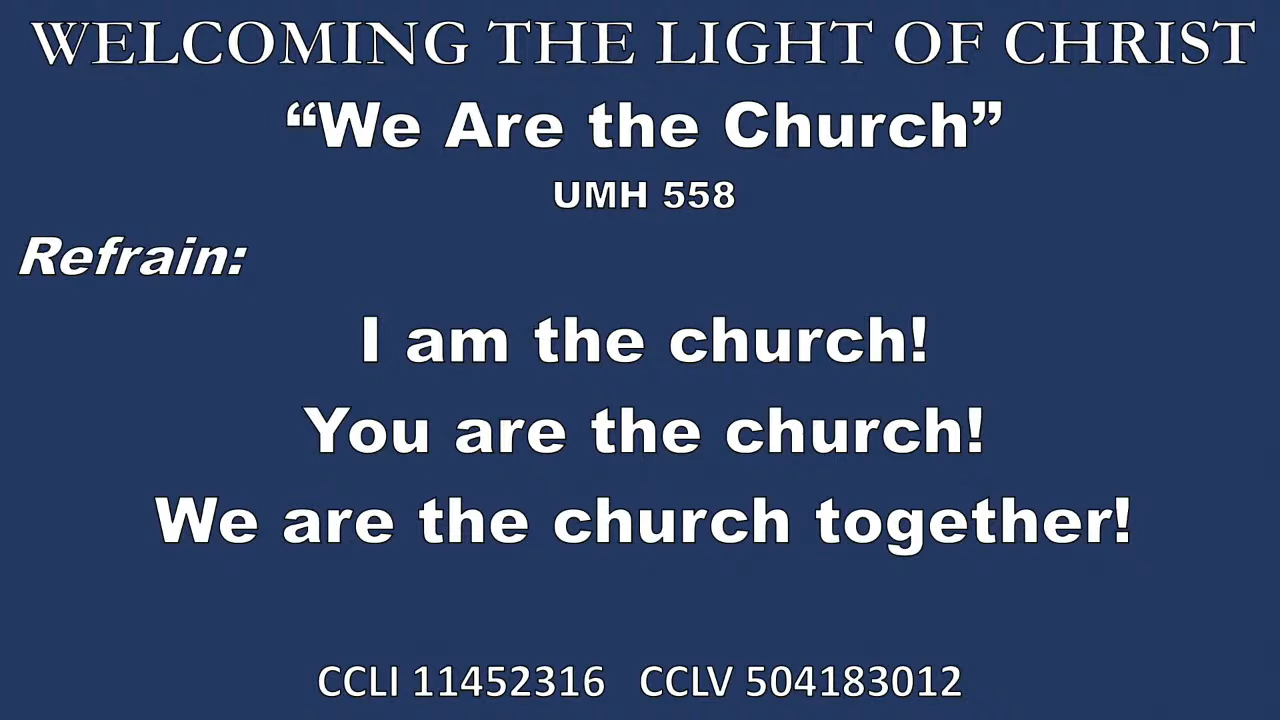 WELCOMING THE LIGHT OF CHRIST
“We Are the Church”
UMH 558
Refrain:
I am the church!
You are the church!
We are the church together!
CCLI 11452316 CCLV 504183012